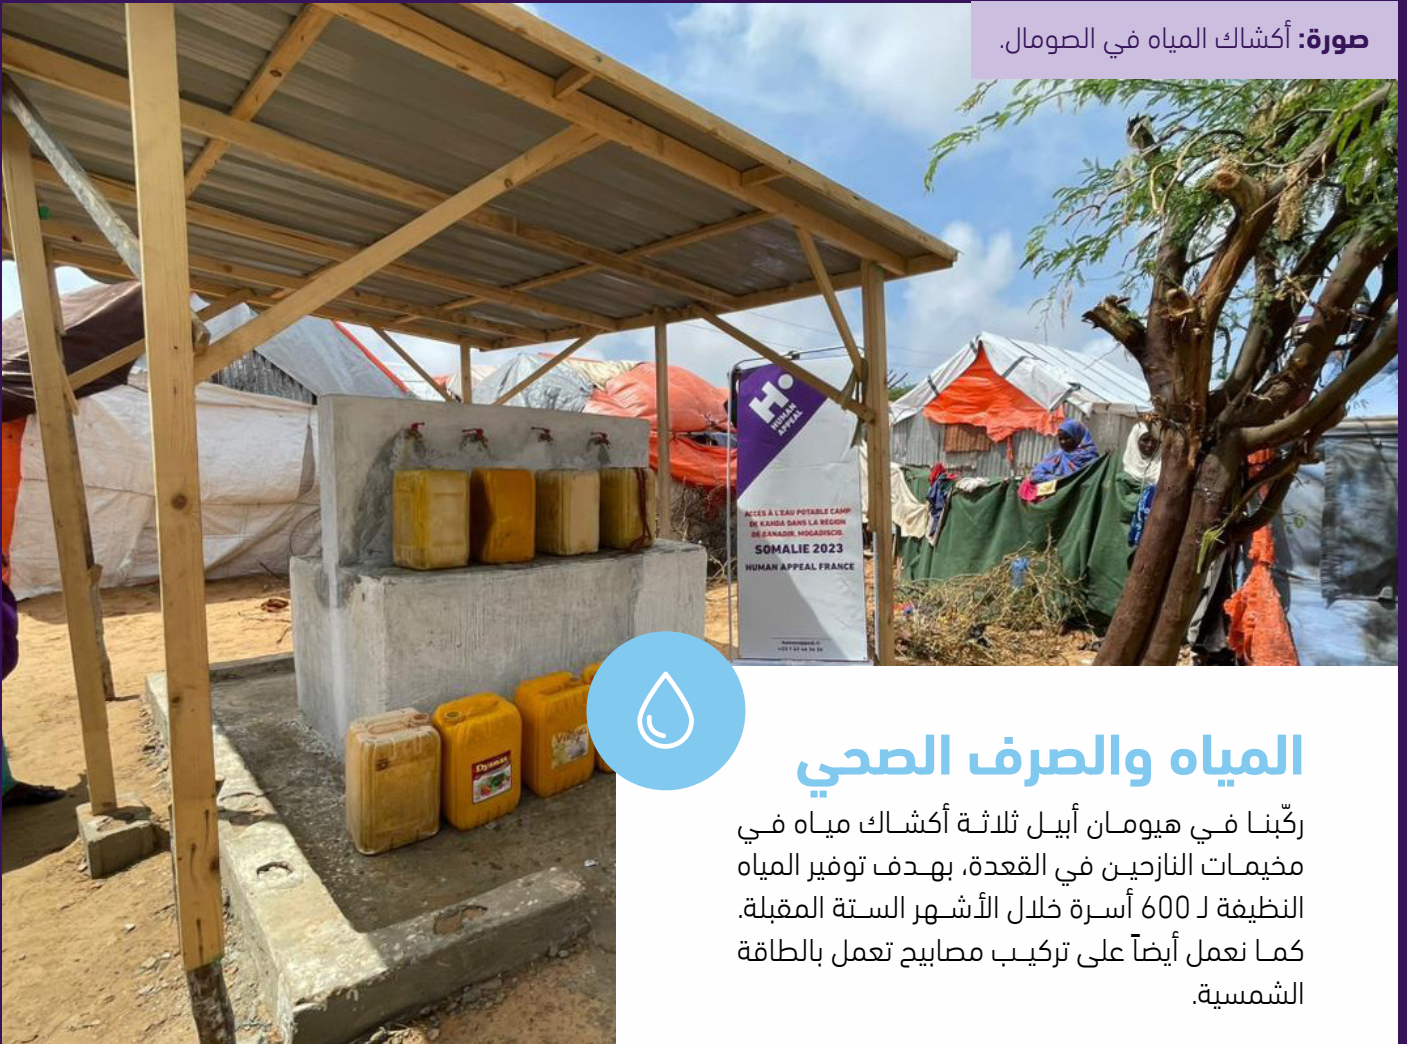 صورة: أكشاك المياه في الصومال.
H.
HUMAN
APPEAL
ACCÈS À L'EAU POTABLE CAMP
DE KANDA DANS LA RÉGION
DE BANADIR, MOGADISCIO.
SOMALIE 2023
HUMAN APPEAL FRANCE
Dyanas
المياه والصرف الصحي
ركّبنا في هيومان أبيل ثلاثة أكشاك مياه في
مخيمات النازحين في القعدة، بهدف توفير المياه
النظيفة لـ 600 أسرة خلال الأشهر الستة المقبلة.
كما نعمل أيضاً على تركيب مصابيح تعمل بالطاقة
الشمسية.